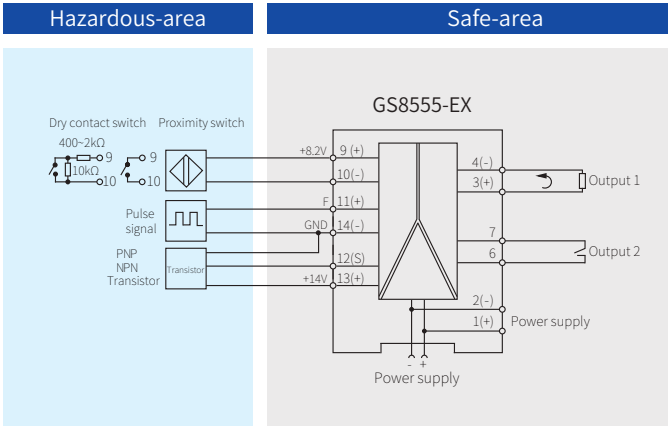 Hazardous-area
Safe-area
GS8555-EX
Dry contact switch
Proximity switch
400~2kΩ
9
10kΩ
10
9
10
+8.2V
9 (+)
10(-)
4(-)
3(+)
Output 1
Pulse
signal
F
11(+)
GND
14(-)
7
6
Output 2
PNP
NPN
Transistor
Transistor
12(S)
+14V
13(+)
2(-)
1(+)
Power supply
- +
Power supply